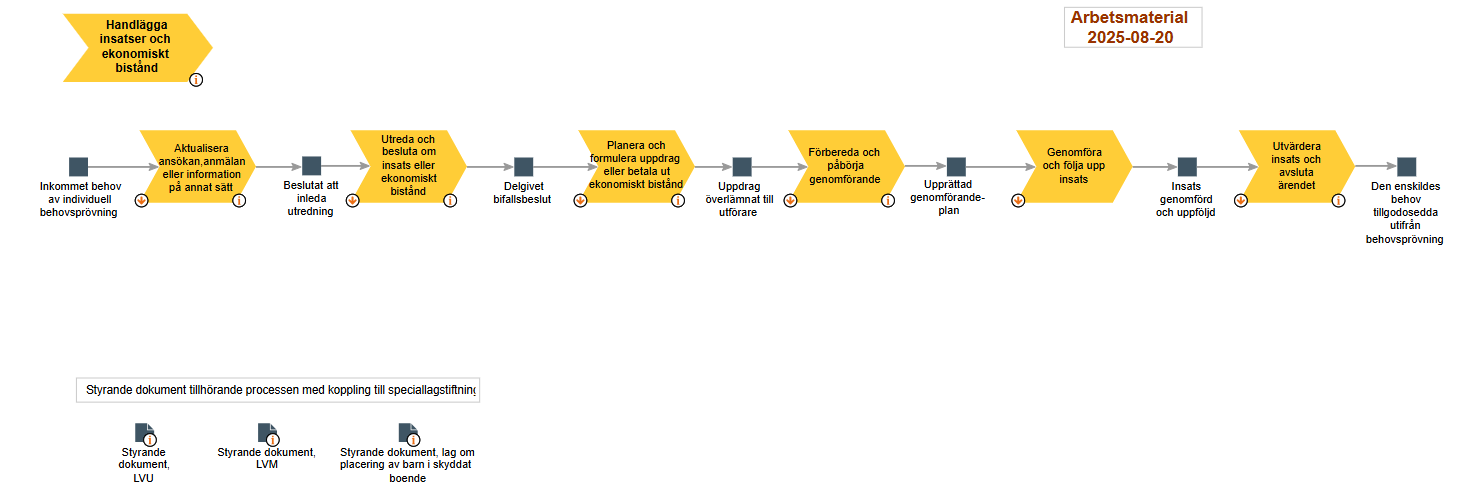 Handlägga
insatser och
ekonomiskt
bistånd
Arbetsmaterial
2025-08-20
Inkommet behov
av individuell
behovsprövning
Aktualisera
ansökan,anmälan
eller information
på annat sätt
Beslutat att
inleda
utredning
Utreda och
besluta om
insats eller
ekonomiskt
bistånd
Delgivet
bifallsbeslut
Planera och
formulera uppdrag
eller betala ut
ekonomiskt bistånd
Uppdrag
överlämnat till
utförare
Förbereda och
påbörja
genomförande
Upprättad
genomförande-
plan
Genomföra
och följa upp
insats
Insats
genomförd
och uppföljd
Utvärdera
insats och
avsluta
ärendet
Den enskildes
behov
tillgodosedda
utifrån
behovsprövning
Styrande dokument tillhörande processen med koppling till speciallagstiftning
Styrande
dokument,
LVU
Styrande dokument,
LVM
Styrande dokument, lag om
placering av barn i skyddat
boende